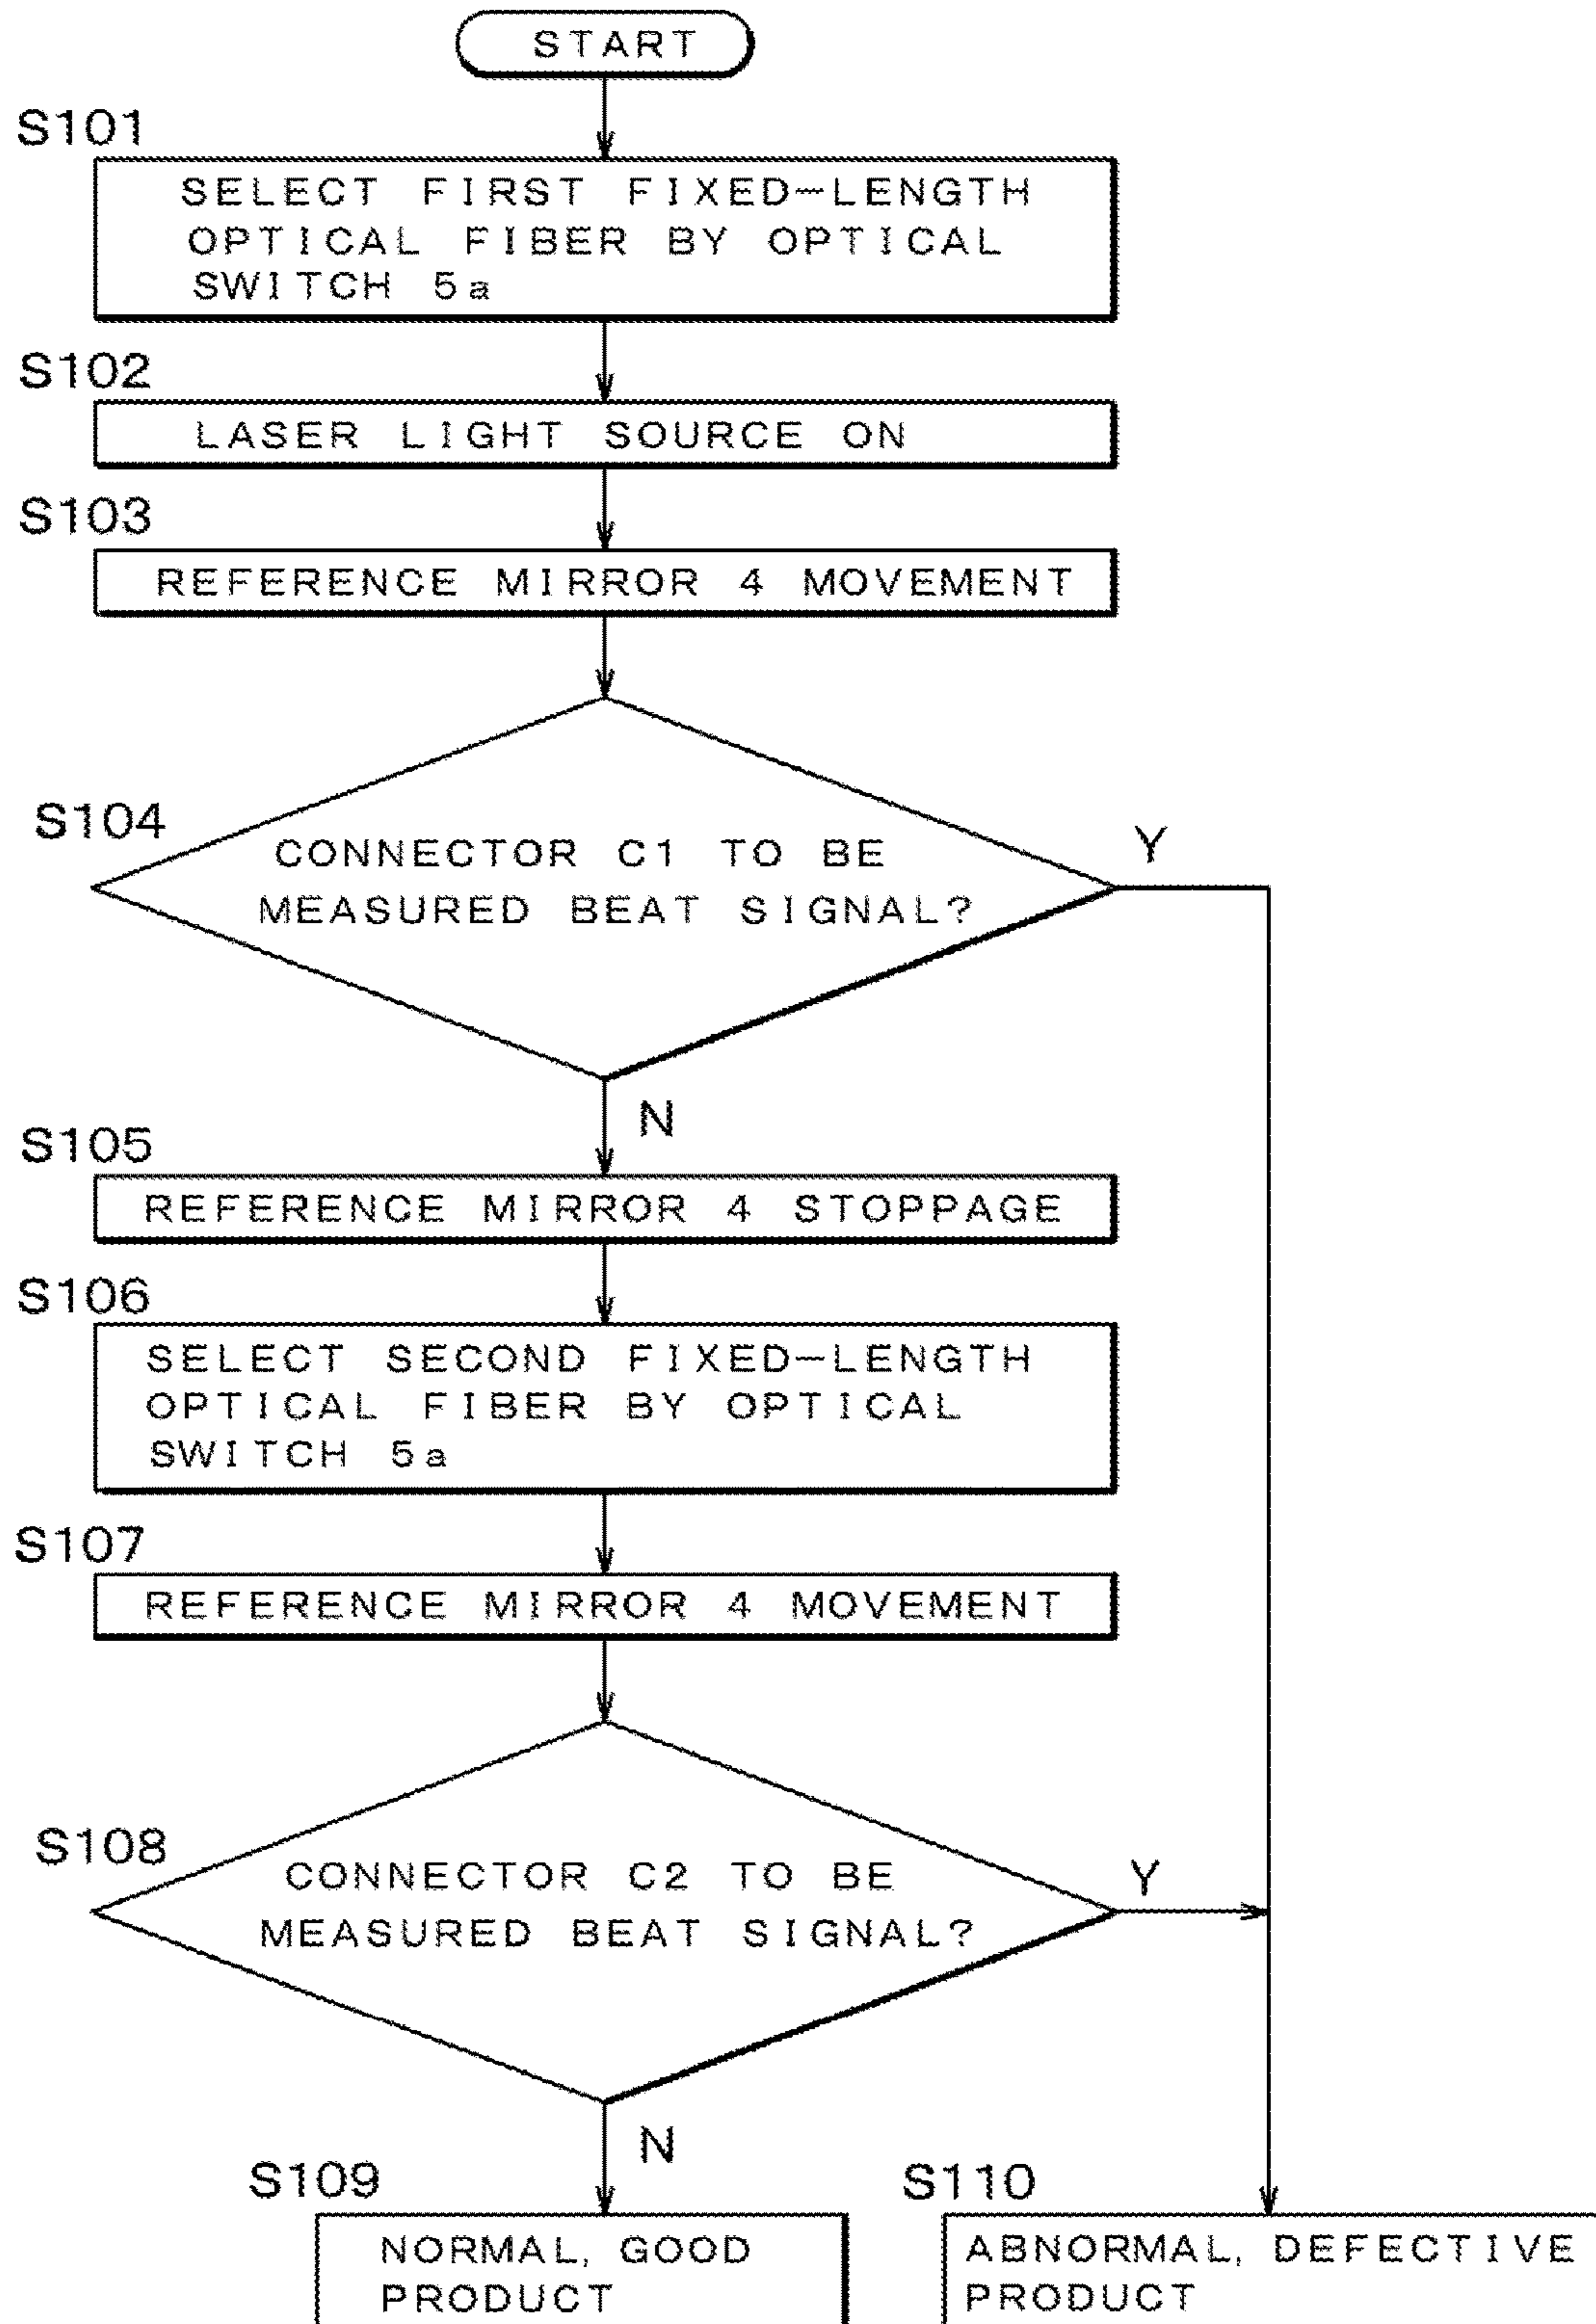 START
S101
SELECT FIRST FIXED-LENGTH
OPTICAL FIBER BY OPTICAL
SWITCH 5a
S102
LASER LIGHT SOURCE ON
S103
REFERENCE MIRROR 4 MOVEMENT
S104
CONNECTOR C1 TO BE
MEASURED BEAT SIGNAL?
Y
N
S105
REFERENCE MIRROR 4 STOPPAGE
S106
SELECT SECOND FIXED-LENGTH
OPTICAL FIBER BY OPTICAL
SWITCH 5a
S107
REFERENCE MIRROR 4 MOVEMENT
S108
CONNECTOR C2 TO BE
MEASURED BEAT SIGNAL?
Y
N
S109
NORMAL, GOOD
PRODUCT
S110
ABNORMAL, DEFECTIVE
PRODUCT